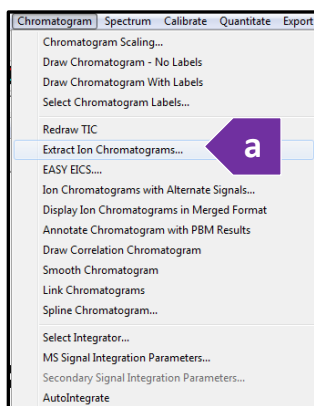 Chromatogram Spectrum Calibrate Quantitate Export
Chromatogram Scaling...
Draw Chromatogram - No Labels
Draw Chromatogram With Labels
Select Chromatogram Labels...
Redraw TIC
Extract Ion Chromatograms... a
EASY EICS....
Ion Chromatograms with Alternate Signals...
Display Ion Chromatograms in Merged Format
Annotate Chromatogram with PBM Results
Draw Correlation Chromatogram
Smooth Chromatogram
Link Chromatograms
Spline Chromatogram...
Select Integrator...
MS Signal Integration Parameters...
Secondary Signal Integration Parameters...
AutoIntegrate